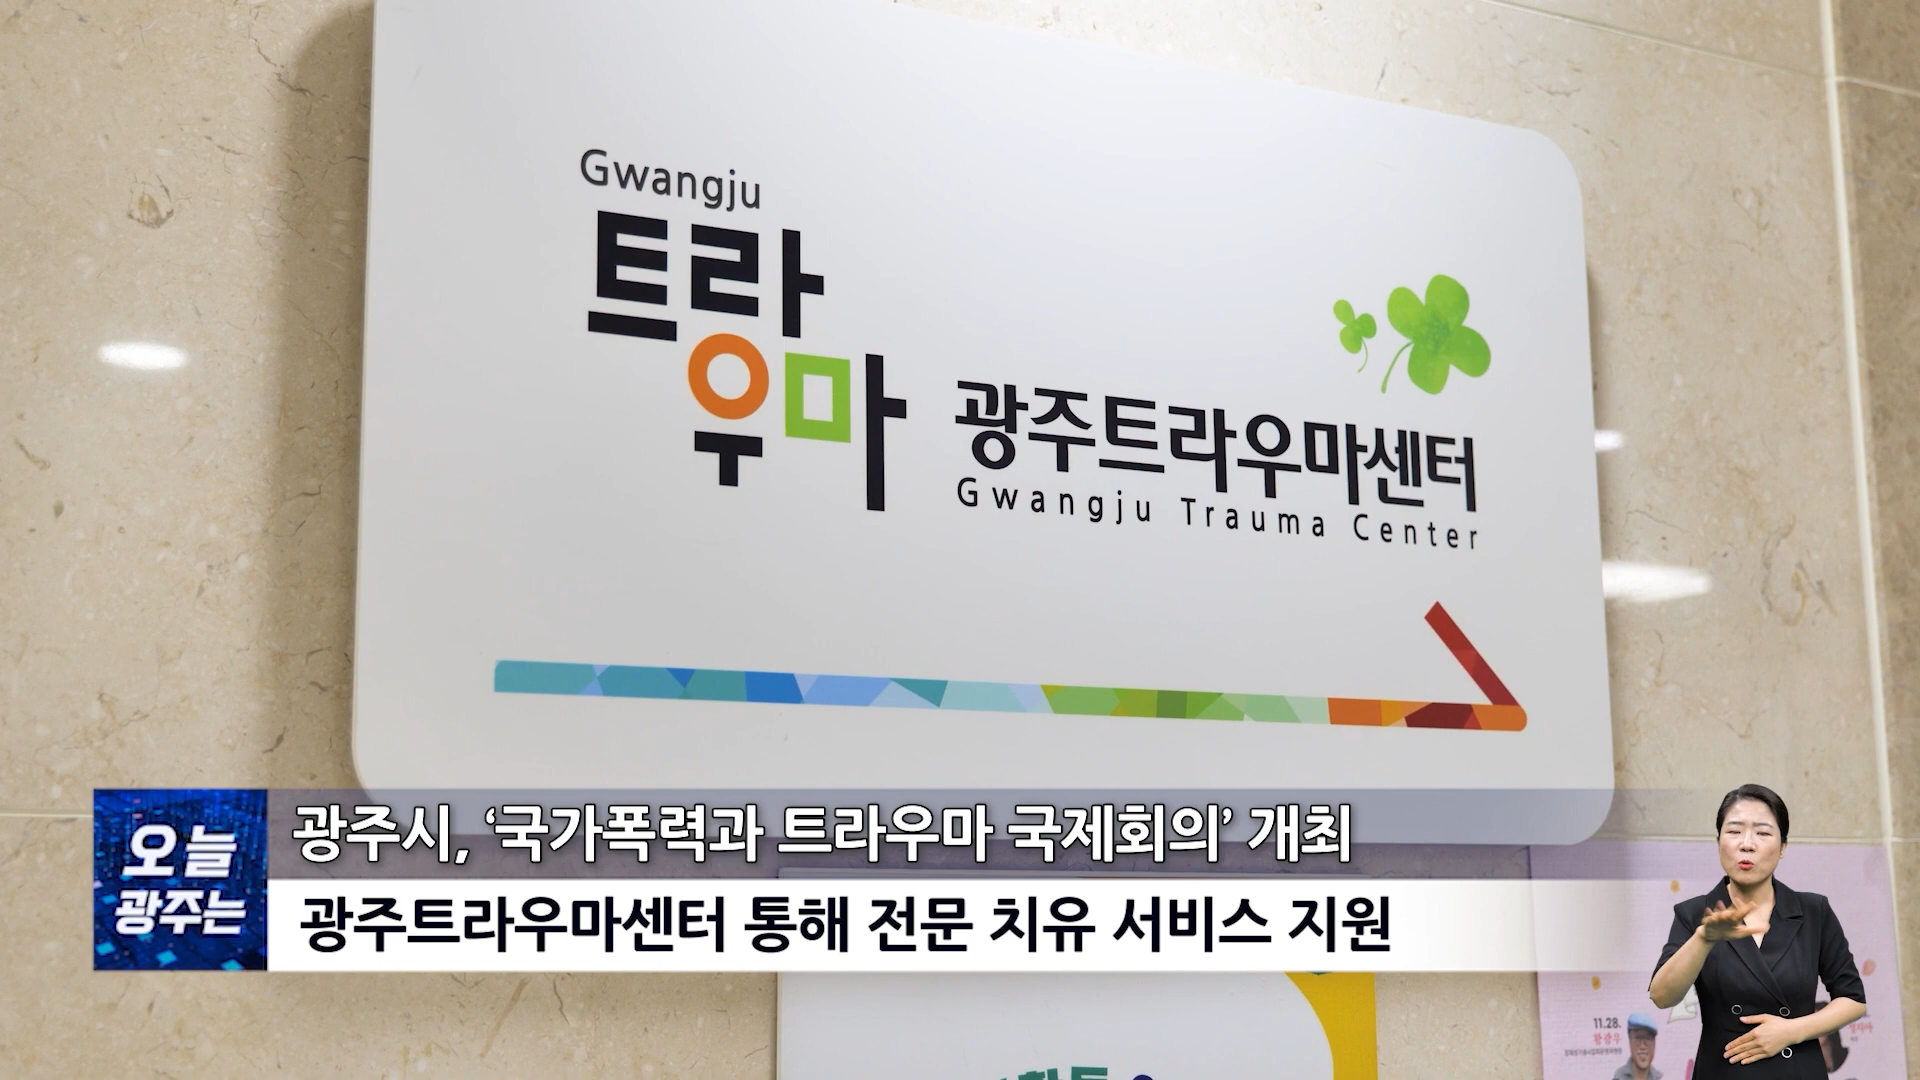 Gwangju
트라
우마
광주트라우마센터
Gwangju Trauma Center
오늘
광주는
광주시, ‘국가폭력과 트라우마 국제회의’ 개최
광주트라우마센터 통해 전문 치유 서비스 지원
11.28.
황광우